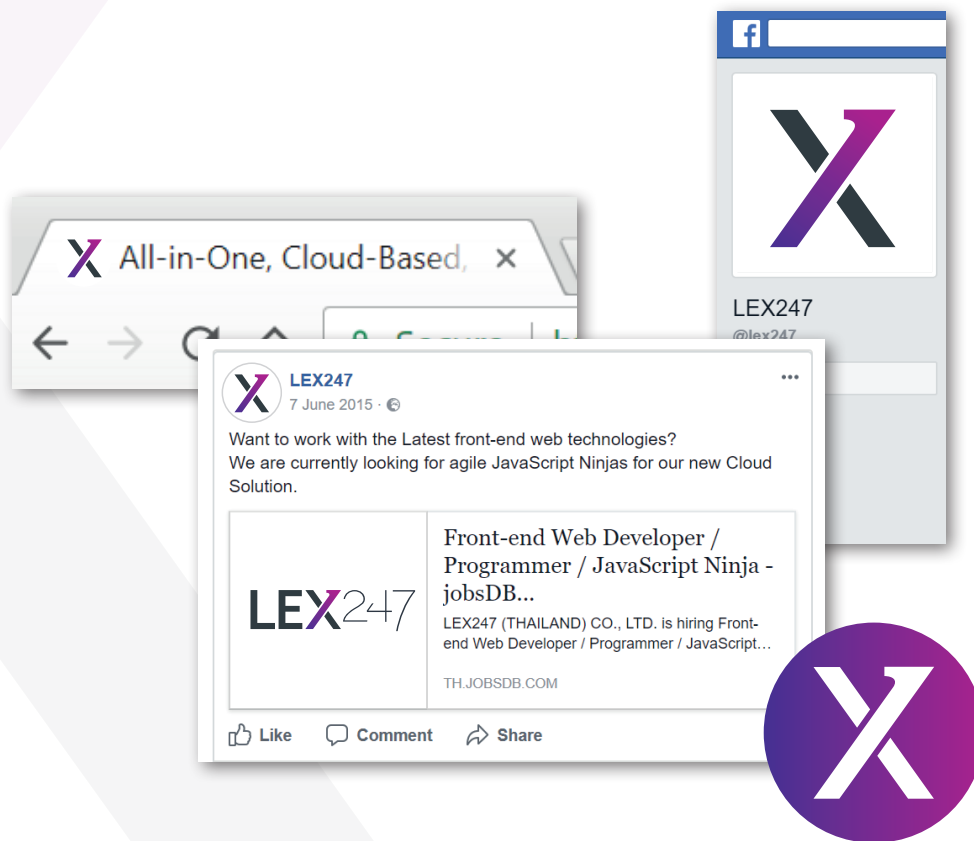 LEX247
@lex247
All-in-One, Cloud-Based,
Secure
LEX247
7 June 2015 ·
Want to work with the Latest front-end web technologies?
We are currently looking for agile JavaScript Ninjas for our new Cloud
Solution.
LEX247
Front-end Web Developer /
Programmer / JavaScript Ninja -
jobsDB...
LEX247 (THAILAND) CO., LTD. is hiring Front-
end Web Developer / Programmer / JavaScript...
TH.JOBSDB.COM
Like Comment Share